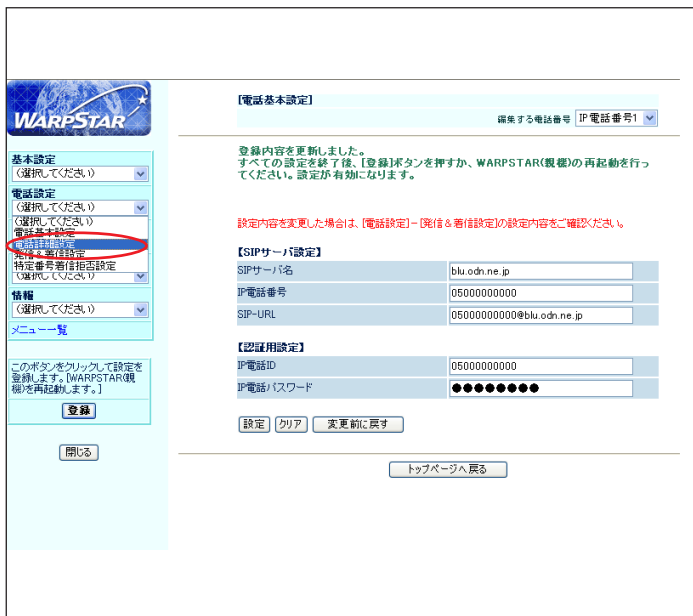 WARPSTAR
基本設定
(選択してください)
電話設定
(選択してください)
(選択してください)
電話基本設定
電話詳細設定
発信&着信設定
特定番号着信拒否設定
(選択してください)
情報
(選択してください)
メニュー一覧
このボタンをクリックして設定を
登録します。[WARPSTAR(親
機)を再起動します。]
登録
閉じる
[電話基本設定]
編集する電話番号 IP電話番号1
登録内容を更新しました。
すべての設定を終了後、[登録]ボタンを押すか、WARPSTAR(親機)の再起動を行っ
てください。設定が有効になります。
設定内容を変更した場合は、[電話設定]-[発信&着信設定]の設定内容をご確認ください。
【SIPサーバ設定】
SIPサーバ名 blu.odn.ne.jp
IP電話番号 05000000000
SIP-URL 05000000000@blu.odn.ne.jp
【認証用設定】
IP電話ID 05000000000
IP電話パスワード ●●●●●●●●
設定 クリア 変更前に戻す
トップページへ戻る